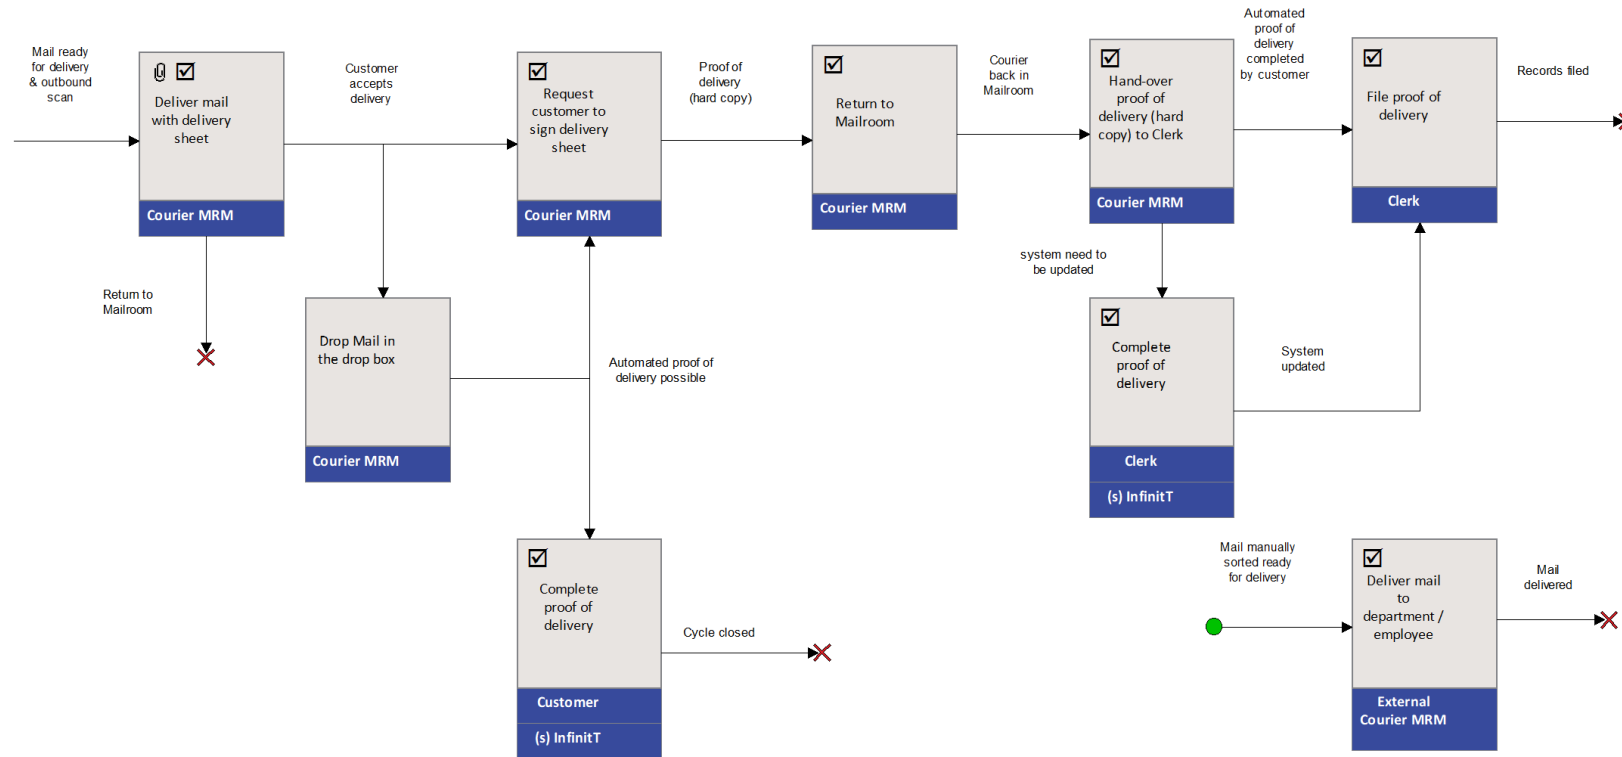 Mail ready
for delivery
& outbound
scan
Deliver mail
with delivery
sheet
Courier MRM
Customer
accepts
delivery
Request
customer to
sign delivery
sheet
Courier MRM
Proof of
delivery
(hard copy)
Return to
Mailroom
Courier MRM
Courier
back in
Mailroom
Hand-over
proof of
delivery (hard
copy) to Clerk
Courier MRM
Automated
proof of
delivery
completed
by customer
File proof of
delivery
Clerk
Records filed
Return to
Mailroom
Drop Mail in
the drop box
Courier MRM
Automated proof of
delivery possible
system need to
be updated
Complete
proof of
delivery
Clerk
(s) InfinitT
System
updated
Complete
proof of
delivery
Customer
(s) InfinitT
Cycle closed
Mail manually
sorted ready
for delivery
Deliver mail
to
department /
employee
External
Courier MRM
Mail
delivered